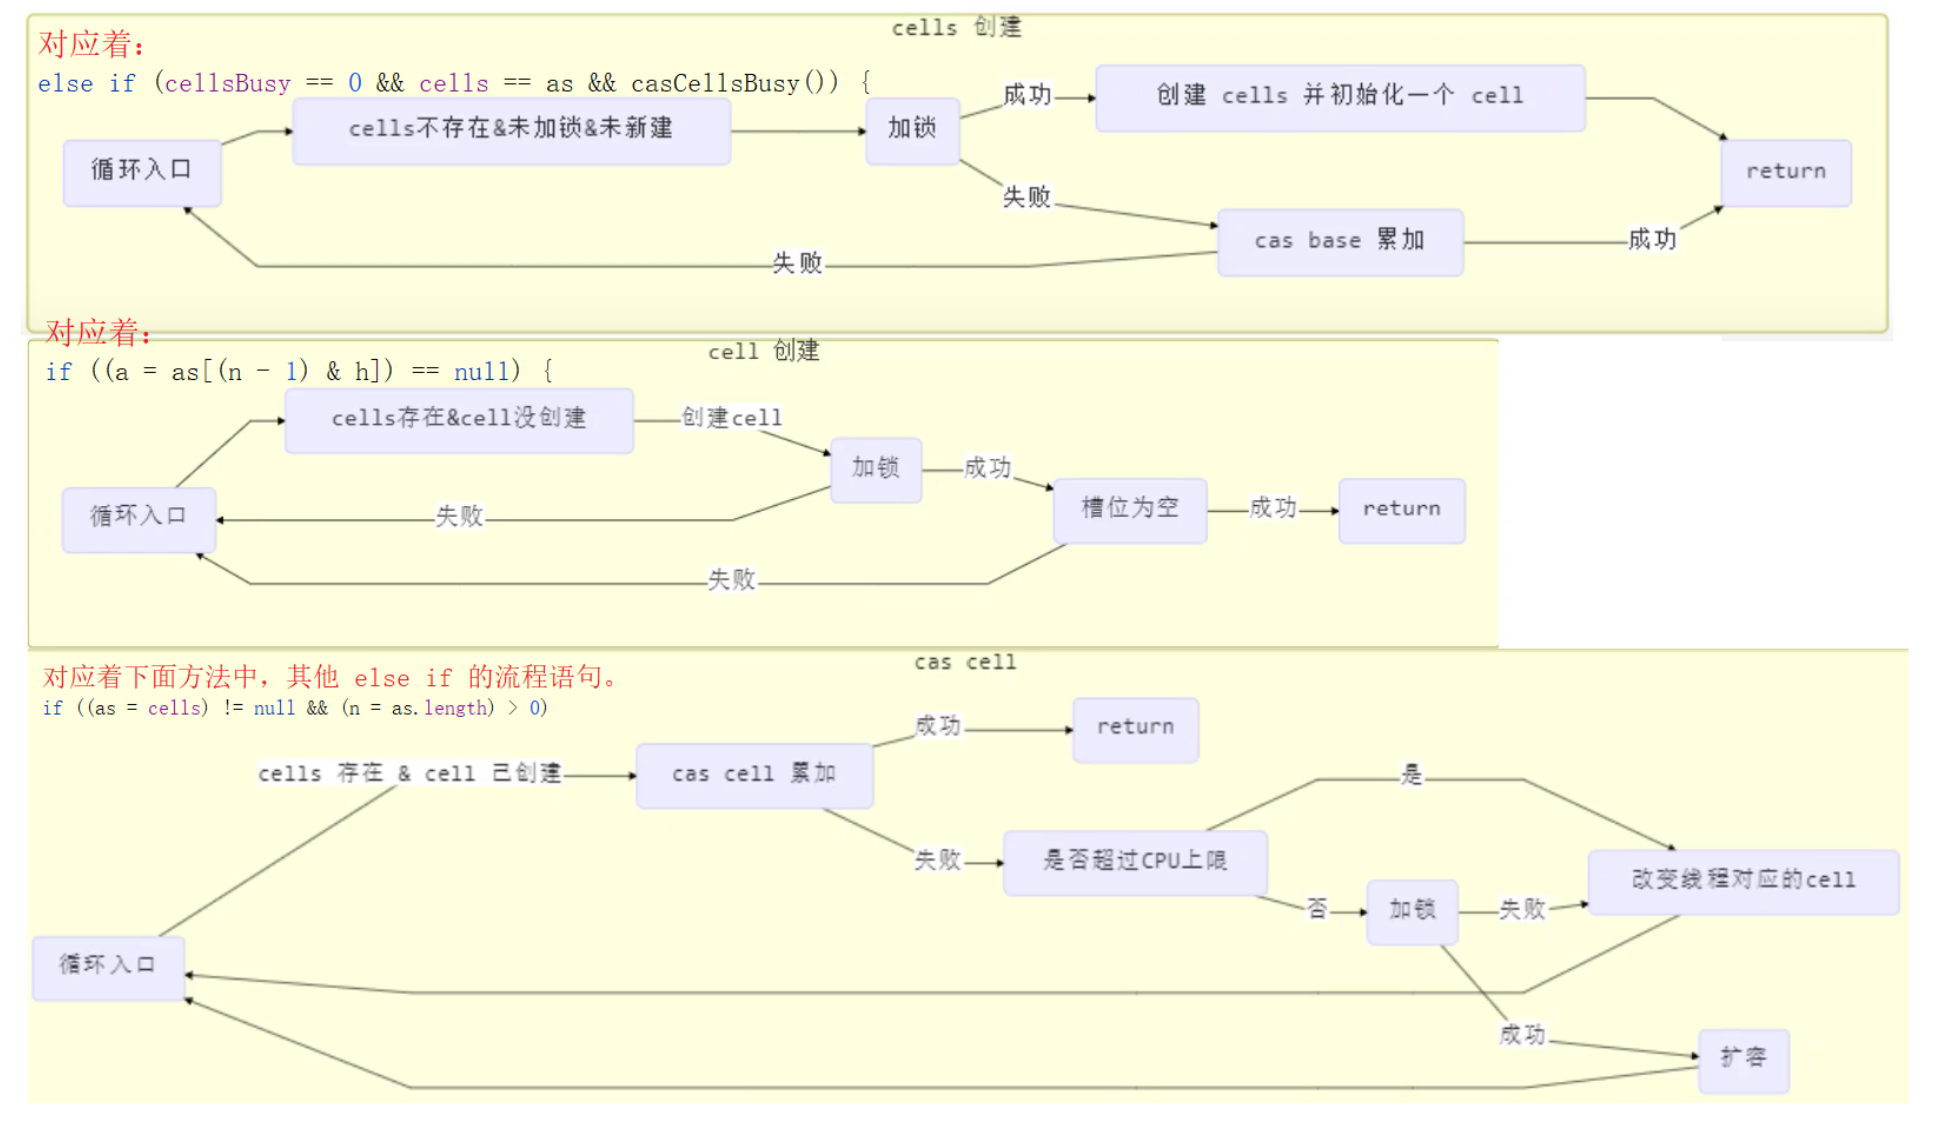 cells 创建
对应着：
else if (cellsBusy == 0 && cells == as && casCellsBusy()) {
成功
创建 cells 并初始化一个 cell
cells不存在&未加锁&未新建
加锁
循环入口
return
失败
cas base 累加
成功
失败
对应着：
cell 创建
if ((a = as[(n - 1) & h]) == null) {
cells存在&cell没创建
创建cell
加锁
成功
循环入口
失败
槽位为空
成功
return
失败
cas cell
对应着下面方法中，其他 else if 的流程语句。
if ((as = cells) != null && (n = as.length) > 0)
成功
return
cells 存在 & cell 已创建
cas cell 累加
是
失败
是否超过CPU上限
改变线程对应的cell
否
加锁
失败
循环入口
成功
扩容